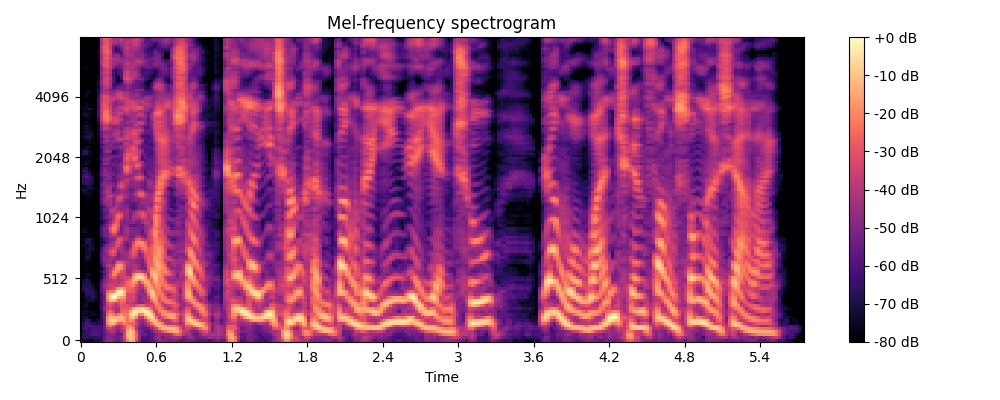 Mel-frequency spectrogram
Hz
4096
2048
1024
512
0
0 0.6 1.2 1.8 2.4 3 3.6 4.2 4.8 5.4
Time
+0 dB
-10 dB
-20 dB
-30 dB
-40 dB
-50 dB
-60 dB
-70 dB
-80 dB